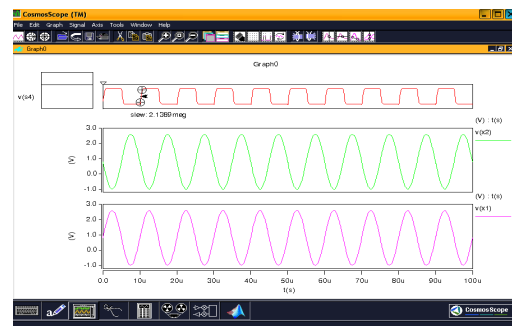 CosmosScope (TM)
File Edit Graph Signal Axis Tools Window Help
Graph0
Graph0
v(s4)
slew: 2.1389meg
(V) : t(s)
v(x2)
3.0
2.0
1.0
0.0
-1.0
(V)
(V) : t(s)
v(x1)
3.0
2.0
1.0
0.0
-1.0
(V)
0.0 10u 20u 30u 40u 50u 60u 70u 80u 90u 100u
t(s)
CosmosScope